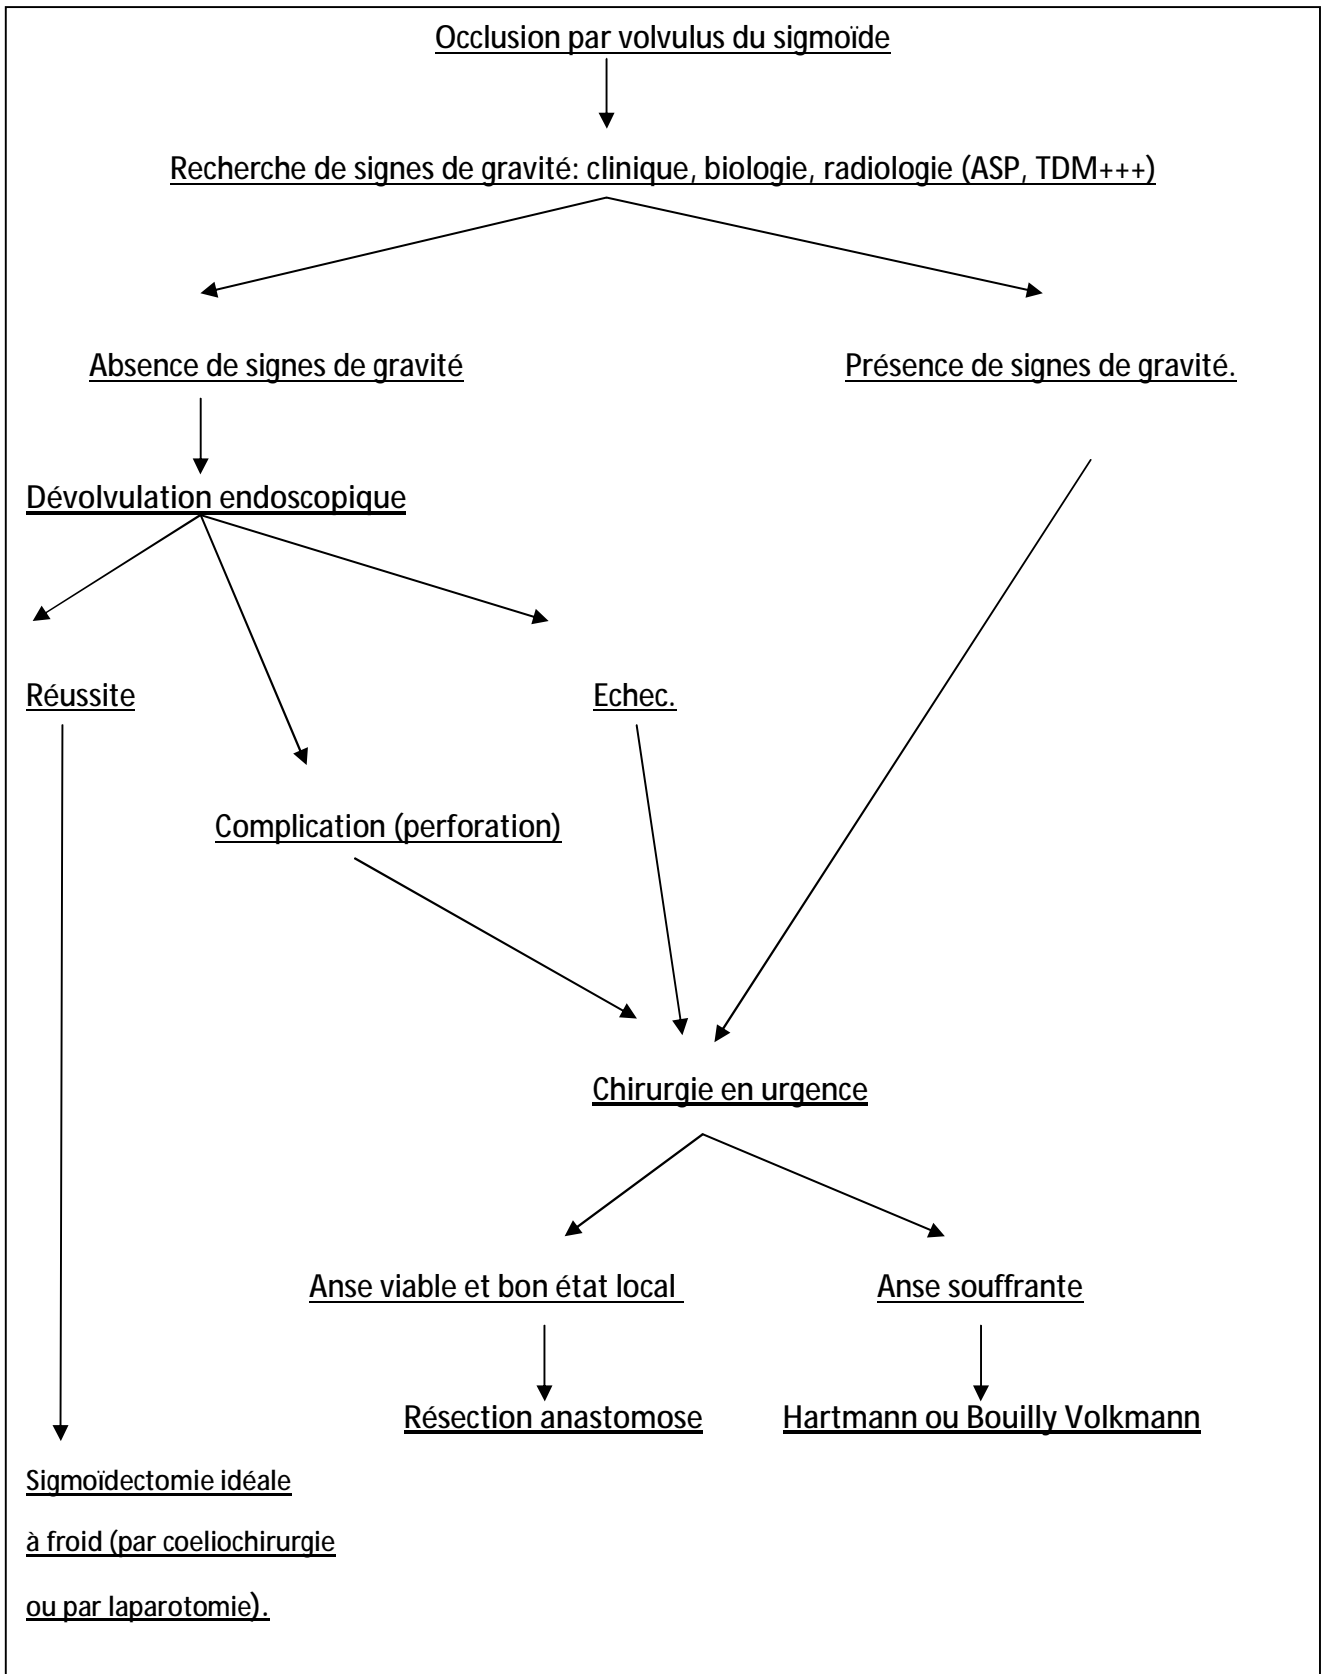 Occlusion par volvulus du sigmoïde
Recherche de signes de gravité: clinique, biologie, radiologie (ASP, TDM+++)
Absence de signes de gravité
Présence de signes de gravité.
Dévolvulation endoscopique
Réussite
Echec.
Complication (perforation)
Chirurgie en urgence
Anse viable et bon état local
Anse souffrante
Résection anastomose
Hartmann ou Bouilly Volkmann
Sigmoïdectomie idéale
à froid (par coeliochirurgie
ou par laparotomie).